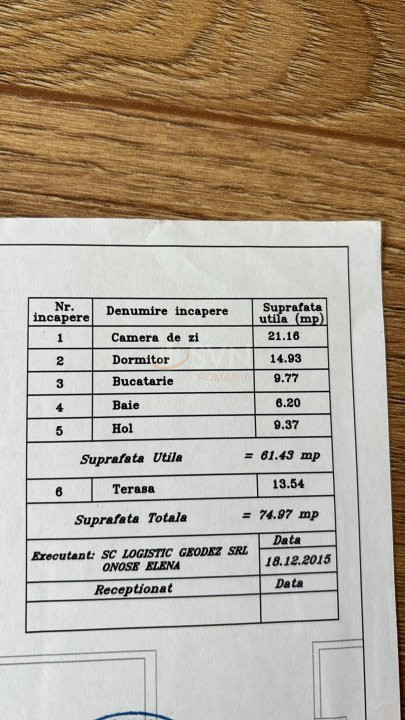 Nr. incapere Denumire incapere Suprafata utila (mp)
1 Camera de zi 21.16
2 Dormitor 14.93
3 Bucatarie 9.77
4 Baie 6.20
5 Hol 9.37
Suprafata Utila = 61.43 mp
6 Terasa 13.54
Suprafata Totala = 74.97 mp
Executant: SC LOGISTIC GEODEZ SRL
ONOSE ELENA
Data
18.12.2015
Receptionat Data
ROMANIA